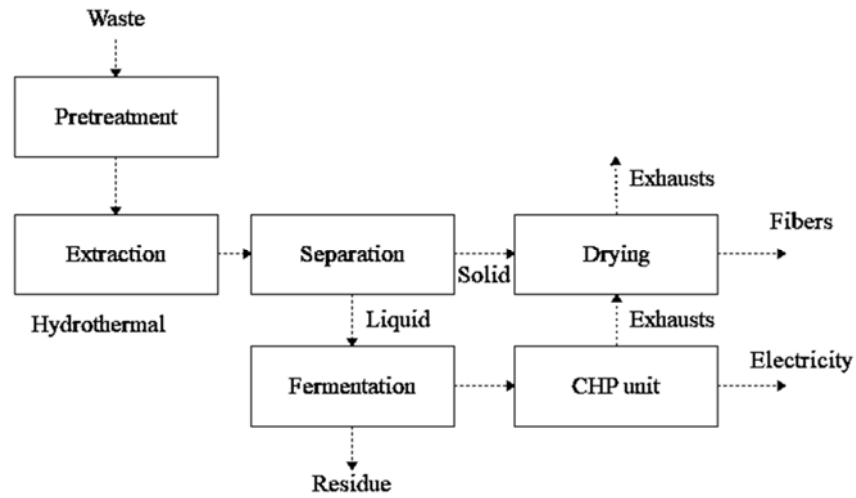 Waste
Pretreatment
Exhausts
Fibers
Extraction
Separation
Solid
Drying
Hydrothermal
Liquid
Exhausts
Electricity
Fermentation
CHP unit
Residue